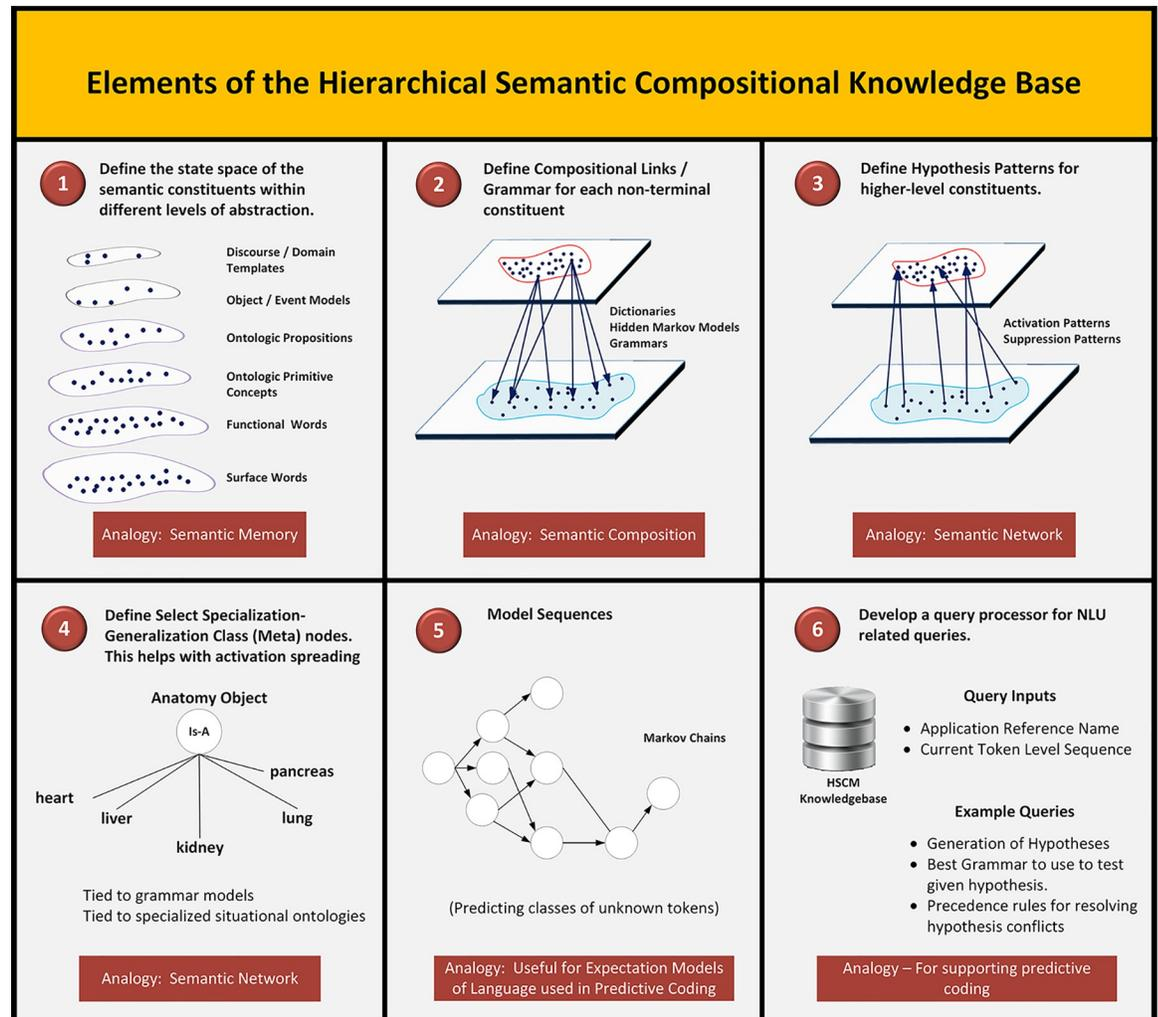 Elements of the Hierarchical Semantic Compositional Knowledge Base
1
Define the state space of the
semantic constituents within
different levels of abstraction.
Discourse / Domain
Templates
Object / Event Models
Ontologic Propositions
Ontologic Primitive
Concepts
Functional Words
Surface Words
Analogy: Semantic Memory
2
Define Compositional Links /
Grammar for each non-terminal
constituent
Dictionaries
Hidden Markov Models
Grammars
Analogy: Semantic Composition
3
Define Hypothesis Patterns for
higher-level constituents.
Activation Patterns
Suppression Patterns
Analogy: Semantic Network
4
Define Select Specialization-
Generalization Class (Meta) nodes.
This helps with activation spreading
Anatomy Object
Is-A
pancreas
heart
liver
lung
kidney
Tied to grammar models
Tied to specialized situational ontologies
Analogy: Semantic Network
5
Model Sequences
Markov Chains
(Predicting classes of unknown tokens)
Analogy: Useful for Expectation Models
of Language used in Predictive Coding
6
Develop a query processor for NLU
related queries.
HSCM
Knowledgebase
Query Inputs
• Application Reference Name
• Current Token Level Sequence
Example Queries
• Generation of Hypotheses
• Best Grammar to use to test
given hypothesis.
• Precedence rules for resolving
hypothesis conflicts
Analogy – For supporting predictive
coding